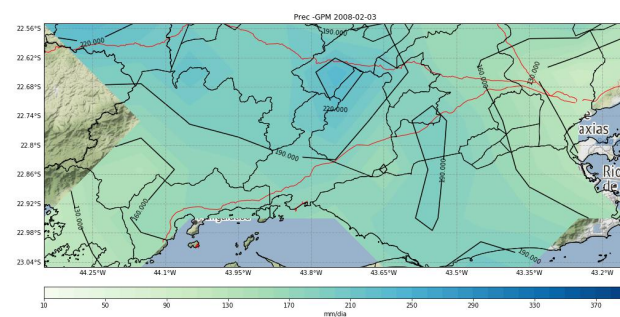 Prec -GPM 2008-02-03
22.56°S
22.62°S
22.68°S
22.74°S
22.8°S
22.86°S
22.92°S
22.98°S
23.04°S
220.000
190.000
160.000
130.000
220.000
190.000
190.000
190.000
160.000
130.000
190.000
axias
Rio
de
44.25°W 44.1°W 43.95°W 43.8°W 43.65°W 43.5°W 43.35°W 43.2°W
10 50 90 130 170 210 250 290 330 370
mm/dia